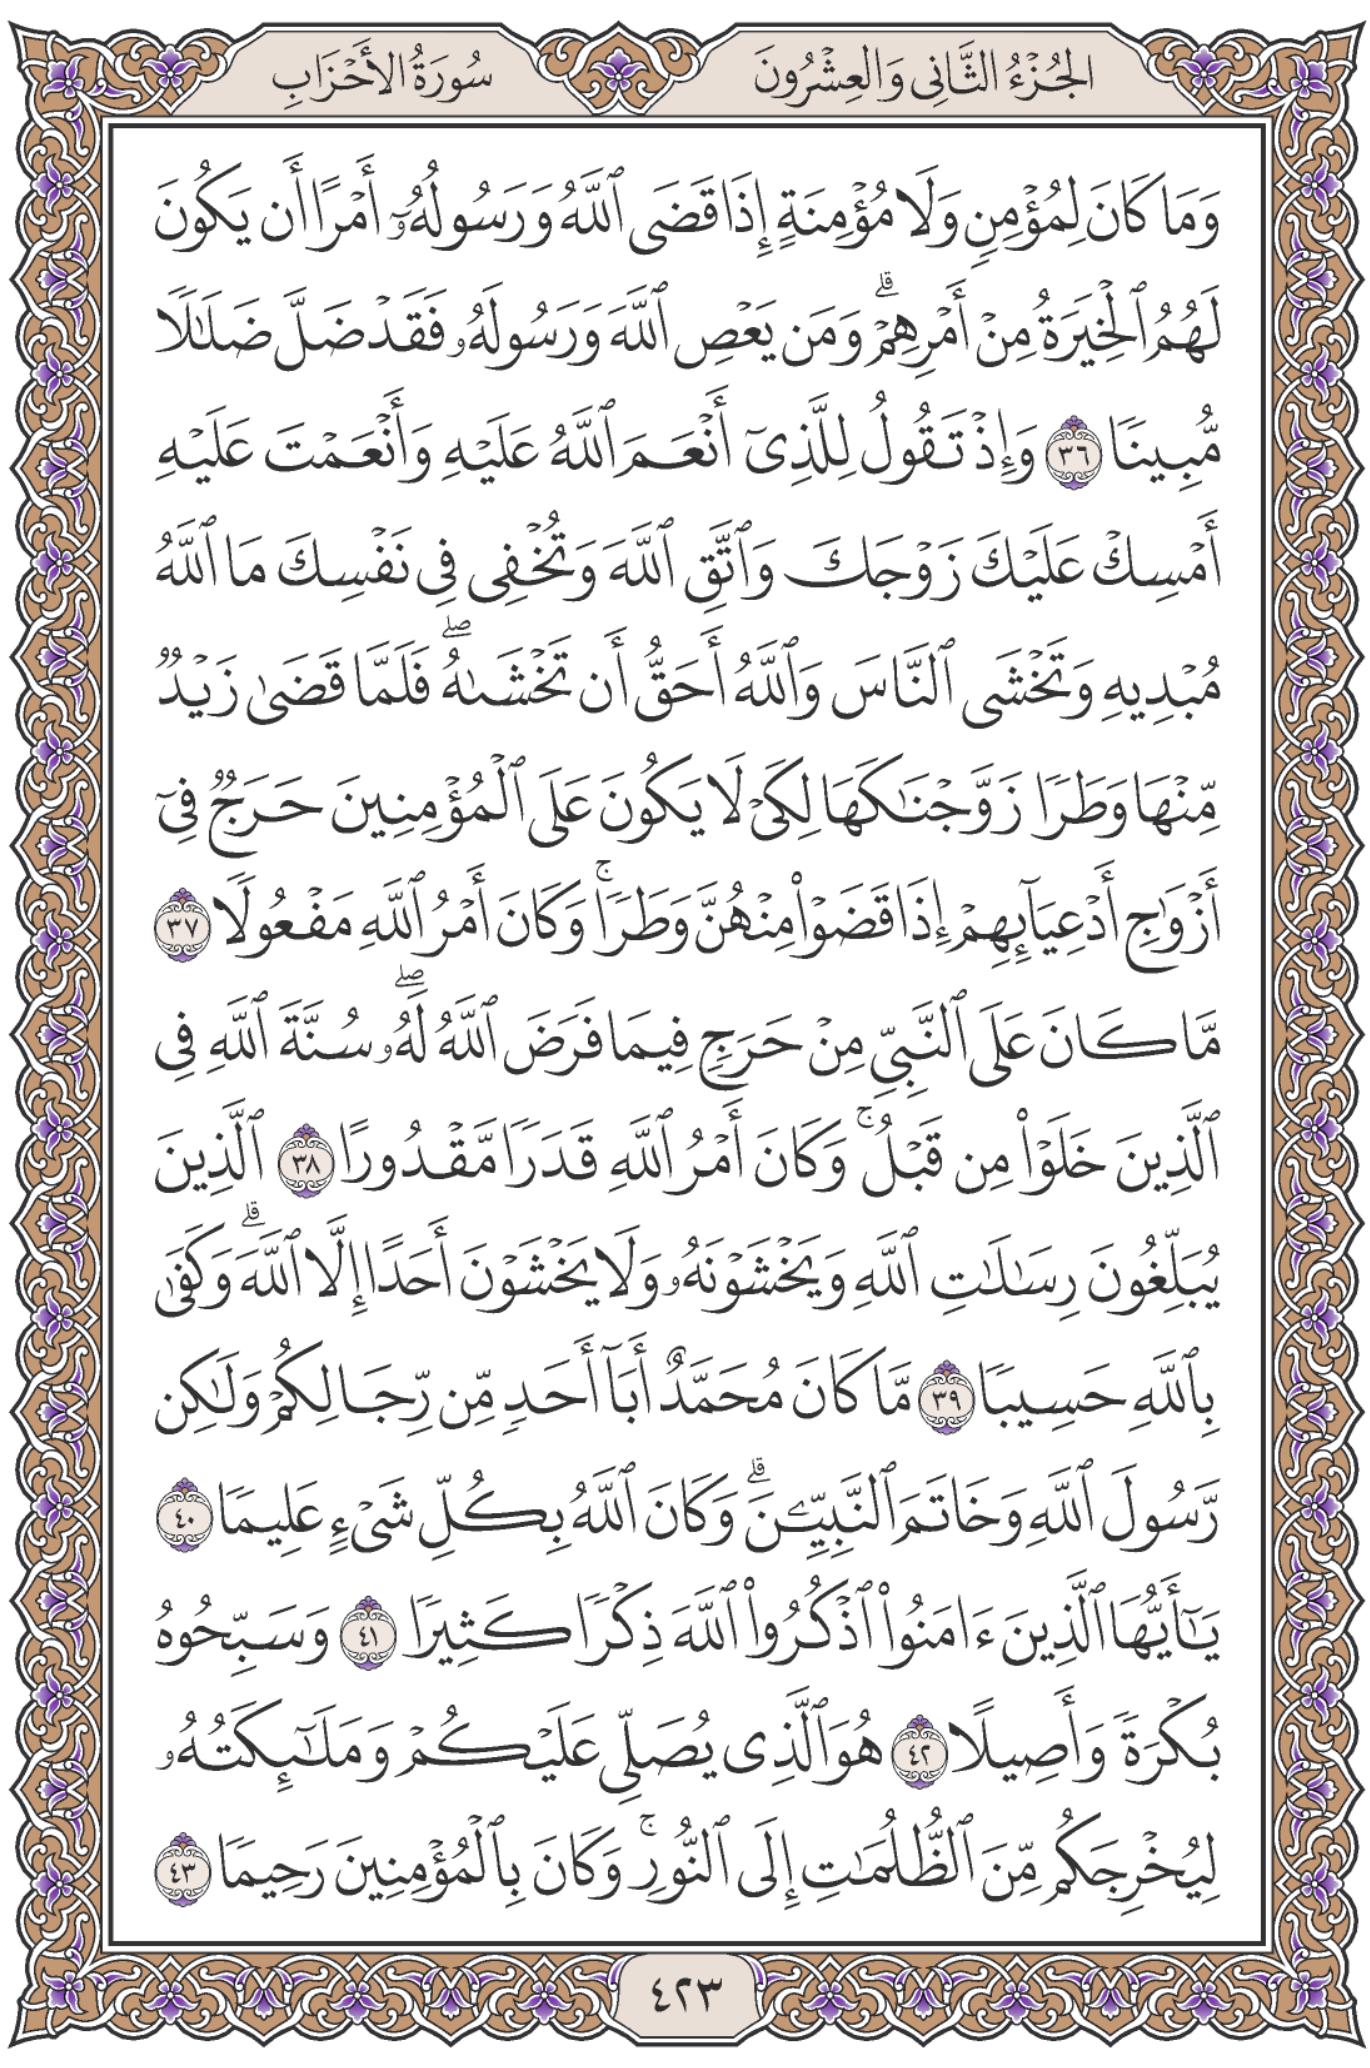 الجُزْءُ الثَّانِي وَالعِشْرُونَ
سُورَةُ الأَحْزَابِ
وَمَا كَانَ لِمُؤْمِنٖ وَلَا مُؤْمِنَةٍ إِذَا قَضَى ٱللَّهُ وَرَسُولُهُۥٓ أَمۡرًا أَن يَكُونَ
لَهُمُ ٱلۡخِيَرَةُ مِنۡ أَمۡرِهِمۡۗ وَمَن يَعۡصِ ٱللَّهَ وَرَسُولَهُۥ فَقَدۡ ضَلَّ ضَلَٰلٗا
مُّبِينٗا ٣٦ وَإِذۡ تَقُولُ لِلَّذِيٓ أَنۡعَمَ ٱللَّهُ عَلَيۡهِ وَأَنۡعَمۡتَ عَلَيۡهِ
أَمۡسِكۡ عَلَيۡكَ زَوۡجَكَ وَٱتَّقِ ٱللَّهَ وَتُخۡفِي فِي نَفۡسِكَ مَا ٱللَّهُ
مُبۡدِيهِ وَتَخۡشَى ٱلنَّاسَ وَٱللَّهُ أَحَقُّ أَن تَخۡشَىٰهُۖ فَلَمَّا قَضَىٰ زَيۡدٞ
مِّنۡهَا وَطَرٗا زَوَّجۡنَٰكَهَا لِكَيۡ لَا يَكُونَ عَلَى ٱلۡمُؤۡمِنِينَ حَرَجٞ فِيٓ
أَزۡوَٰجِ أَدۡعِيَآئِهِمۡ إِذَا قَضَوۡاْ مِنۡهُنَّ وَطَرٗاۚ وَكَانَ أَمۡرُ ٱللَّهِ مَفۡعُولٗا ٣٧
مَّا كَانَ عَلَى ٱلنَّبِيِّ مِنۡ حَرَجٖ فِيمَا فَرَضَ ٱللَّهُ لَهُۥۖ سُنَّةَ ٱللَّهِ فِي
ٱلَّذِينَ خَلَوۡاْ مِن قَبۡلُۚ وَكَانَ أَمۡرُ ٱللَّهِ قَدَرٗا مَّقۡدُورًا ٣٨ ٱلَّذِينَ
يُبَلِّغُونَ رِسَٰلَٰتِ ٱللَّهِ وَيَخۡشَوۡنَهُۥ وَلَا يَخۡشَوۡنَ أَحَدًا إِلَّا ٱللَّهَۗ وَكَفَىٰ
بِٱللَّهِ حَسِيبٗا ٣٩ مَّا كَانَ مُحَمَّدٌ أَبَآ أَحَدٖ مِّن رِّجَالِكُمۡ وَلَٰكِن
رَّسُولَ ٱللَّهِ وَخَاتَمَ ٱلنَّبِيِّـۧنَۗ وَكَانَ ٱللَّهُ بِكُلِّ شَيۡءٍ عَلِيمٗا ٤٠
يَٰٓأَيُّهَا ٱلَّذِينَ ءَامَنُواْ ٱذۡكُرُواْ ٱللَّهَ ذِكۡرٗا كَثِيرٗا ٤١ وَسَبِّحُوهُ
بُكۡرَةٗ وَأَصِيلًا ٤٢ هُوَ ٱلَّذِي يُصَلِّي عَلَيۡكُمۡ وَمَلَٰٓئِكَتُهُۥ
لِيُخۡرِجَكُم مِّنَ ٱلظُّلُمَٰتِ إِلَى ٱلنُّورِۚ وَكَانَ بِٱلۡمُؤۡمِنِينَ رَحِيمٗا ٤٣
٤٢٣